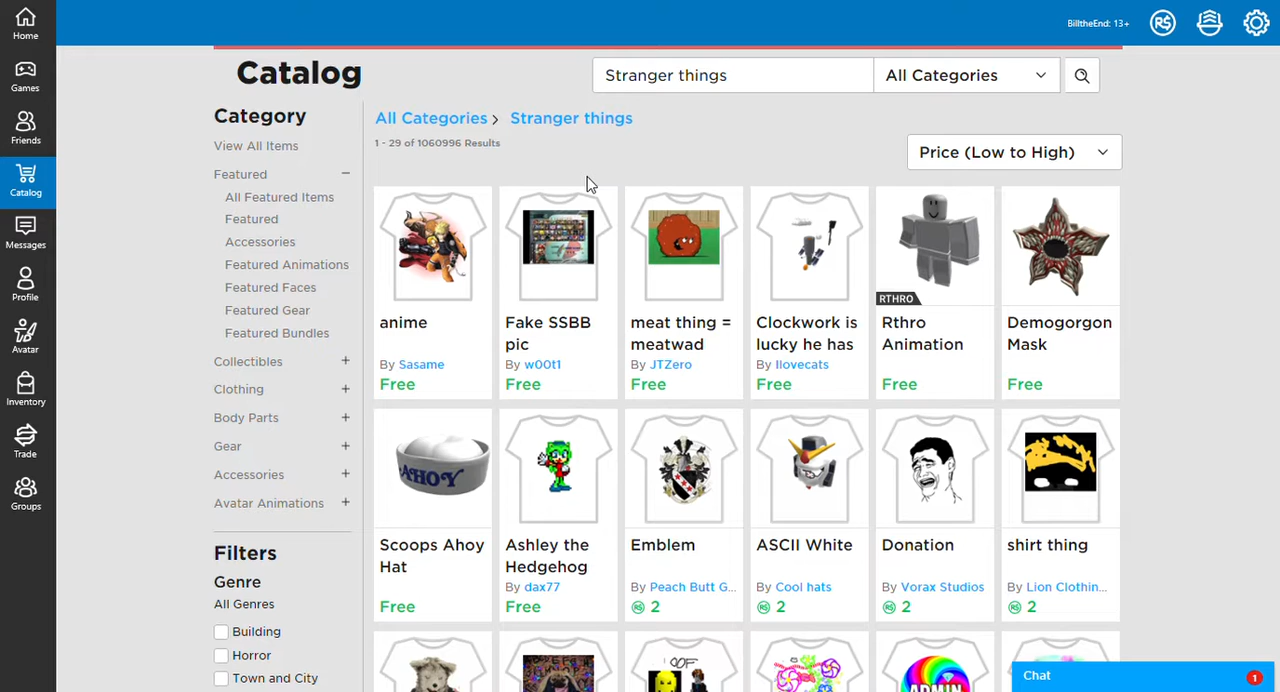 Home
Games
Friends
Catalog
Messages
Profile
Avatar
Inventory
Trade
Groups
BilltheEnd: 13+
R$
Catalog
Stranger things
All Categories
Category
View All Items
Featured
All Featured Items
Featured
Accessories
Featured Animations
Featured Faces
Featured Gear
Featured Bundles
Collectibles
Clothing
Body Parts
Gear
Accessories
Avatar Animations
Filters
Genre
All Genres
Building
Horror
Town and City
All Categories > Stranger things
1 - 29 of 1060996 Results
Price (Low to High)
anime
By Sasame
Free
Fake SSBB
pic
By w00t1
Free
meat thing =
meatwad
By JTZero
Free
Clockwork is
lucky he has
By Ilovecats
Free
RTHRO
Rthro
Animation
Free
Demogorgon
Mask
Free
AHOY
Scoops Ahoy
Hat
Free
Ashley the
Hedgehog
By dax77
Free
Emblem
By Peach Butt G...
R$ 2
ASCII White
By Cool hats
R$ 2
Donation
By Vorax Studios
R$ 2
shirt thing
By Lion Clothin...
R$ 2
OOF
ADMIN
Chat
1